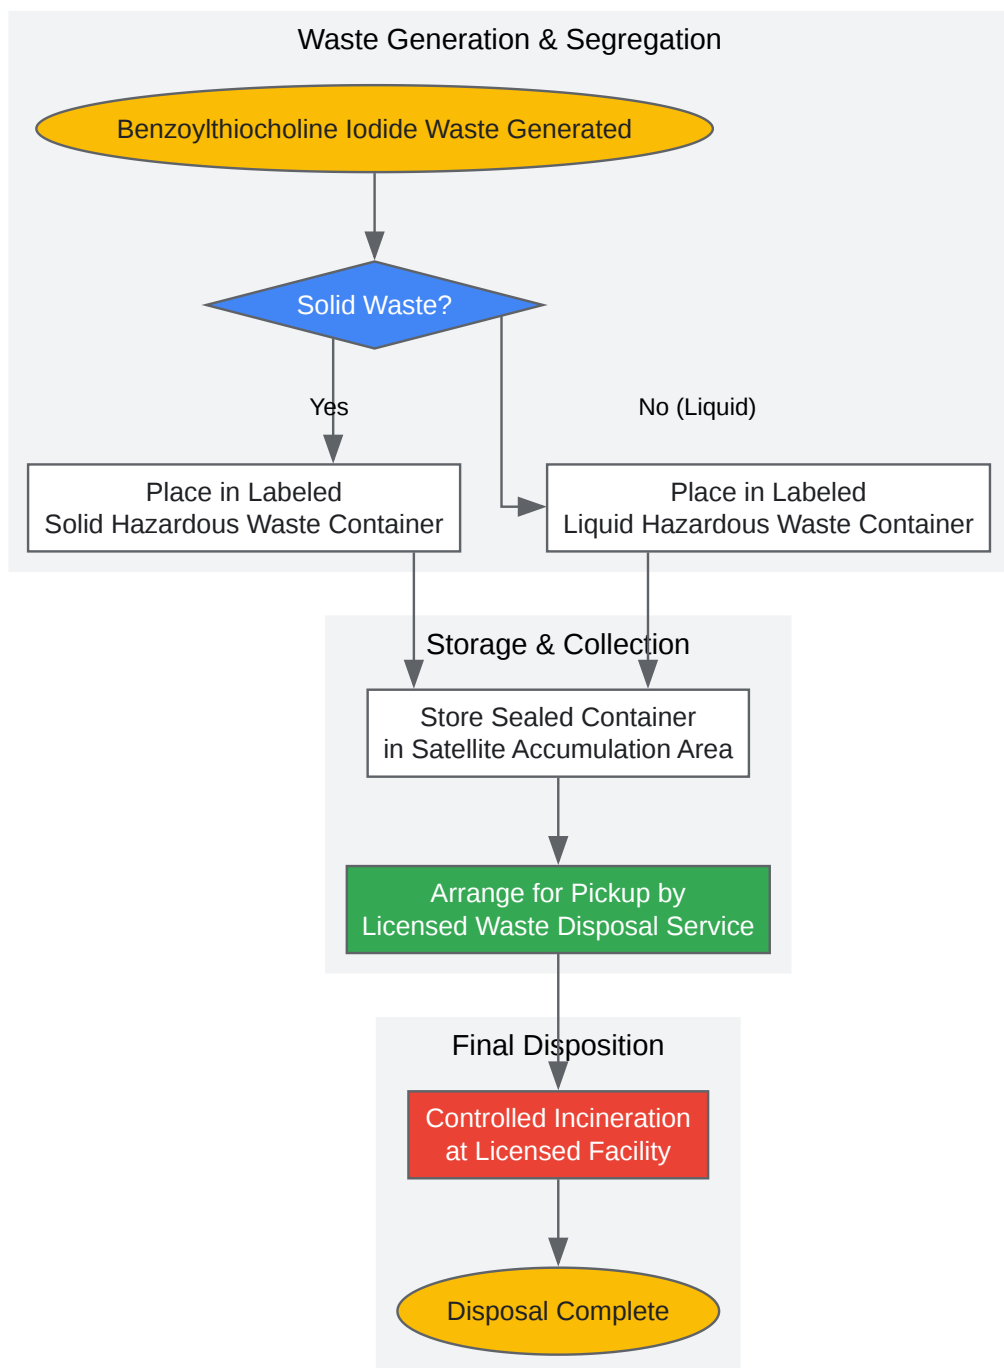 Waste Generation & Segregation
Benzoylthiocholine Iodide Waste Generated
Solid Waste?
Yes
No (Liquid)
Place in Labeled
Solid Hazardous Waste Container
Place in Labeled
Liquid Hazardous Waste Container
Storage & Collection
Store Sealed Container
in Satellite Accumulation Area
Arrange for Pickup by
Licensed Waste Disposal Service
Final Disposition
Controlled Incineration
at Licensed Facility
Disposal Complete